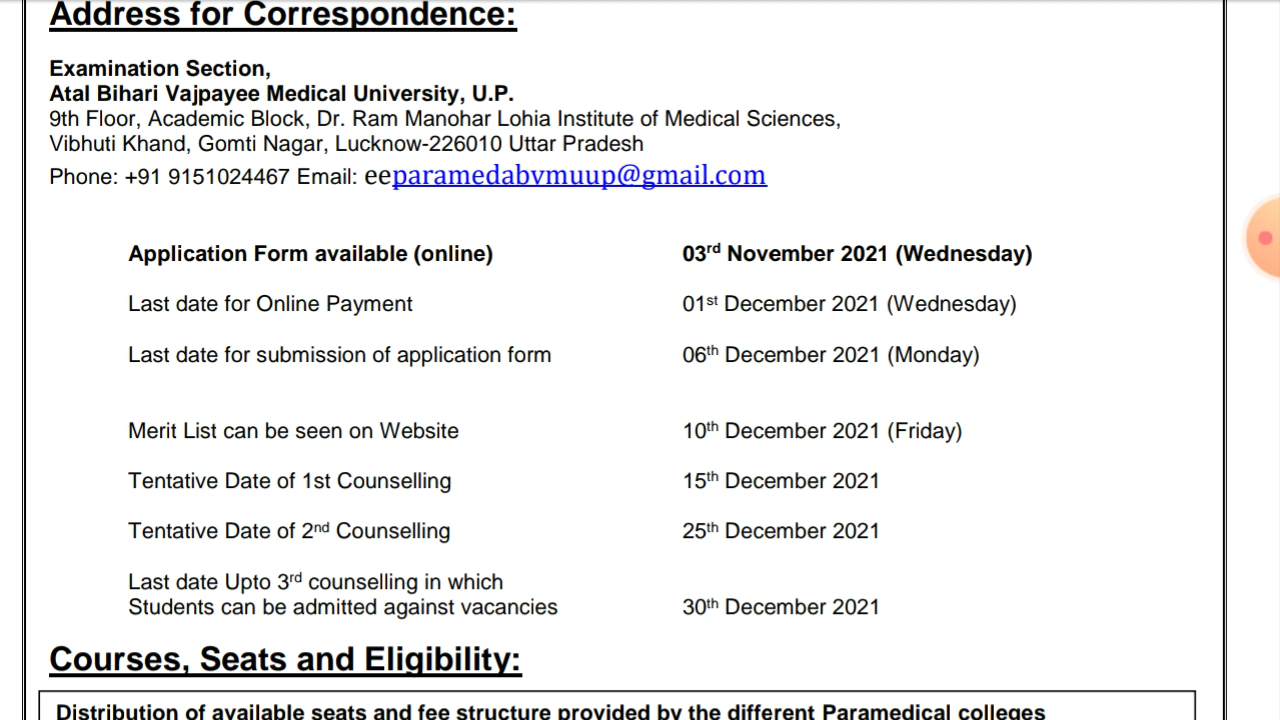 Address for Correspondence:
Examination Section,
Atal Bihari Vajpayee Medical University, U.P.
9th Floor, Academic Block, Dr. Ram Manohar Lohia Institute of Medical Sciences,
Vibhuti Khand, Gomti Nagar, Lucknow-226010 Uttar Pradesh
Phone: +91 9151024467 Email: eeparamedabvmuup@gmail.com
Application Form available (online) 03rd November 2021 (Wednesday)
Last date for Online Payment 01st December 2021 (Wednesday)
Last date for submission of application form 06th December 2021 (Monday)
Merit List can be seen on Website 10th December 2021 (Friday)
Tentative Date of 1st Counselling 15th December 2021
Tentative Date of 2nd Counselling 25th December 2021
Last date Upto 3rd counselling in which
Students can be admitted against vacancies 30th December 2021
Courses, Seats and Eligibility:
Distribution of available seats and fee structure provided by the different Paramedical colleges